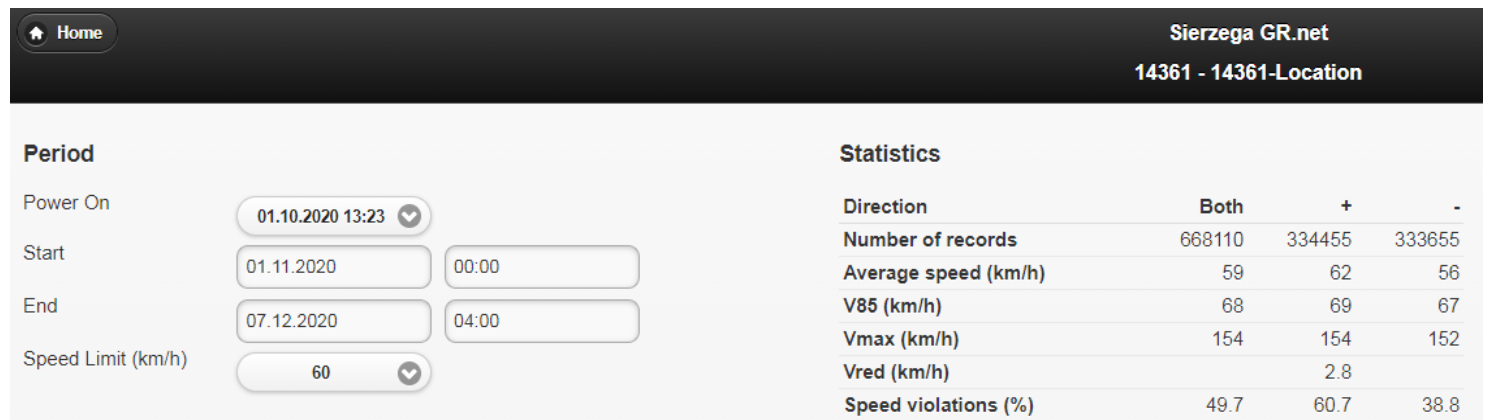 Home
Sierzega GR.net
14361 - 14361-Location
Period
Power On
01.10.2020 13:23
Start
01.11.2020 00:00
End
07.12.2020 04:00
Speed Limit (km/h)
60
Statistics
Direction Both + -
Number of records 668110 334455 333655
Average speed (km/h) 59 62 56
V85 (km/h) 68 69 67
Vmax (km/h) 154 154 152
Vred (km/h) 2.8
Speed violations (%) 49.7 60.7 38.8